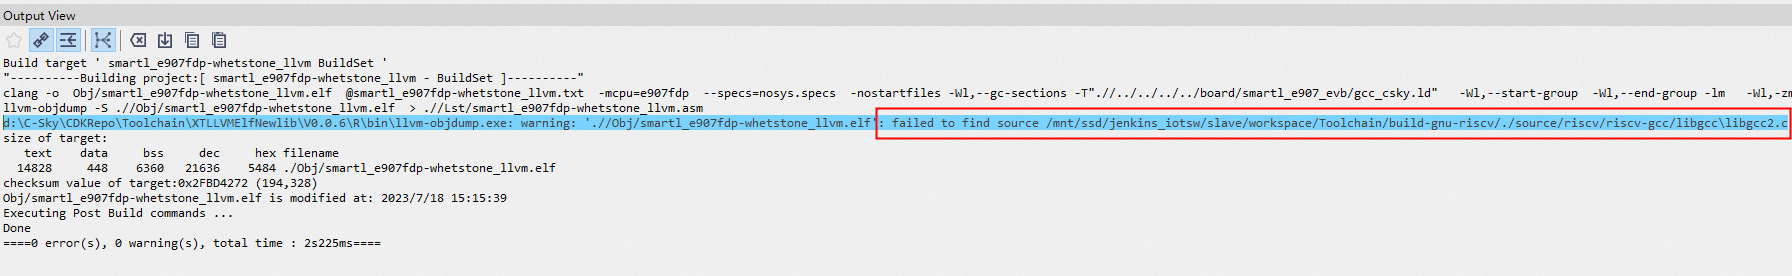 Output View
Build target ' smartl_e907fdp-whetstone_llvm BuildSet '
"----------Building project:[ smartl_e907fdp-whetstone_llvm - BuildSet ]----------"
clang -o  Obj/smartl_e907fdp-whetstone_llvm.elf  @smartl_e907fdp-whetstone_llvm.txt  -mcpu=e907fdp  --specs=nosys.specs  -nostartfiles -Wl,--gc-sections -T".//../../../../board/smartl_e907_evb/gcc_csky.ld"   -Wl,--start-group  -Wl,--end-group -lm   -Wl,-zm
llvm-objdump -S .//Obj/smartl_e907fdp-whetstone_llvm.elf  > .//Lst/smartl_e907fdp-whetstone_llvm.asm
d:\C-Sky\CDKRepo\Toolchain\XTLLVMElfNewlib\V0.0.6\R\bin\llvm-objdump.exe: warning: './/Obj/smartl_e907fdp-whetstone_llvm.elf': failed to find source /mnt/ssd/jenkins_iotsw/slave/workspace/Toolchain/build-gnu-riscv/./source/riscv/riscv-gcc/libgcc\libgcc2.c
size of target:
   text    data     bss     dec     hex filename
  14828     448    6360   21636    5484 ./Obj/smartl_e907fdp-whetstone_llvm.elf
checksum value of target:0x2FBD4272 (194,328)
Obj/smartl_e907fdp-whetstone_llvm.elf is modified at: 2023/7/18 15:15:39
Executing Post Build commands ...
Done
====0 error(s), 0 warning(s), total time : 2s225ms====